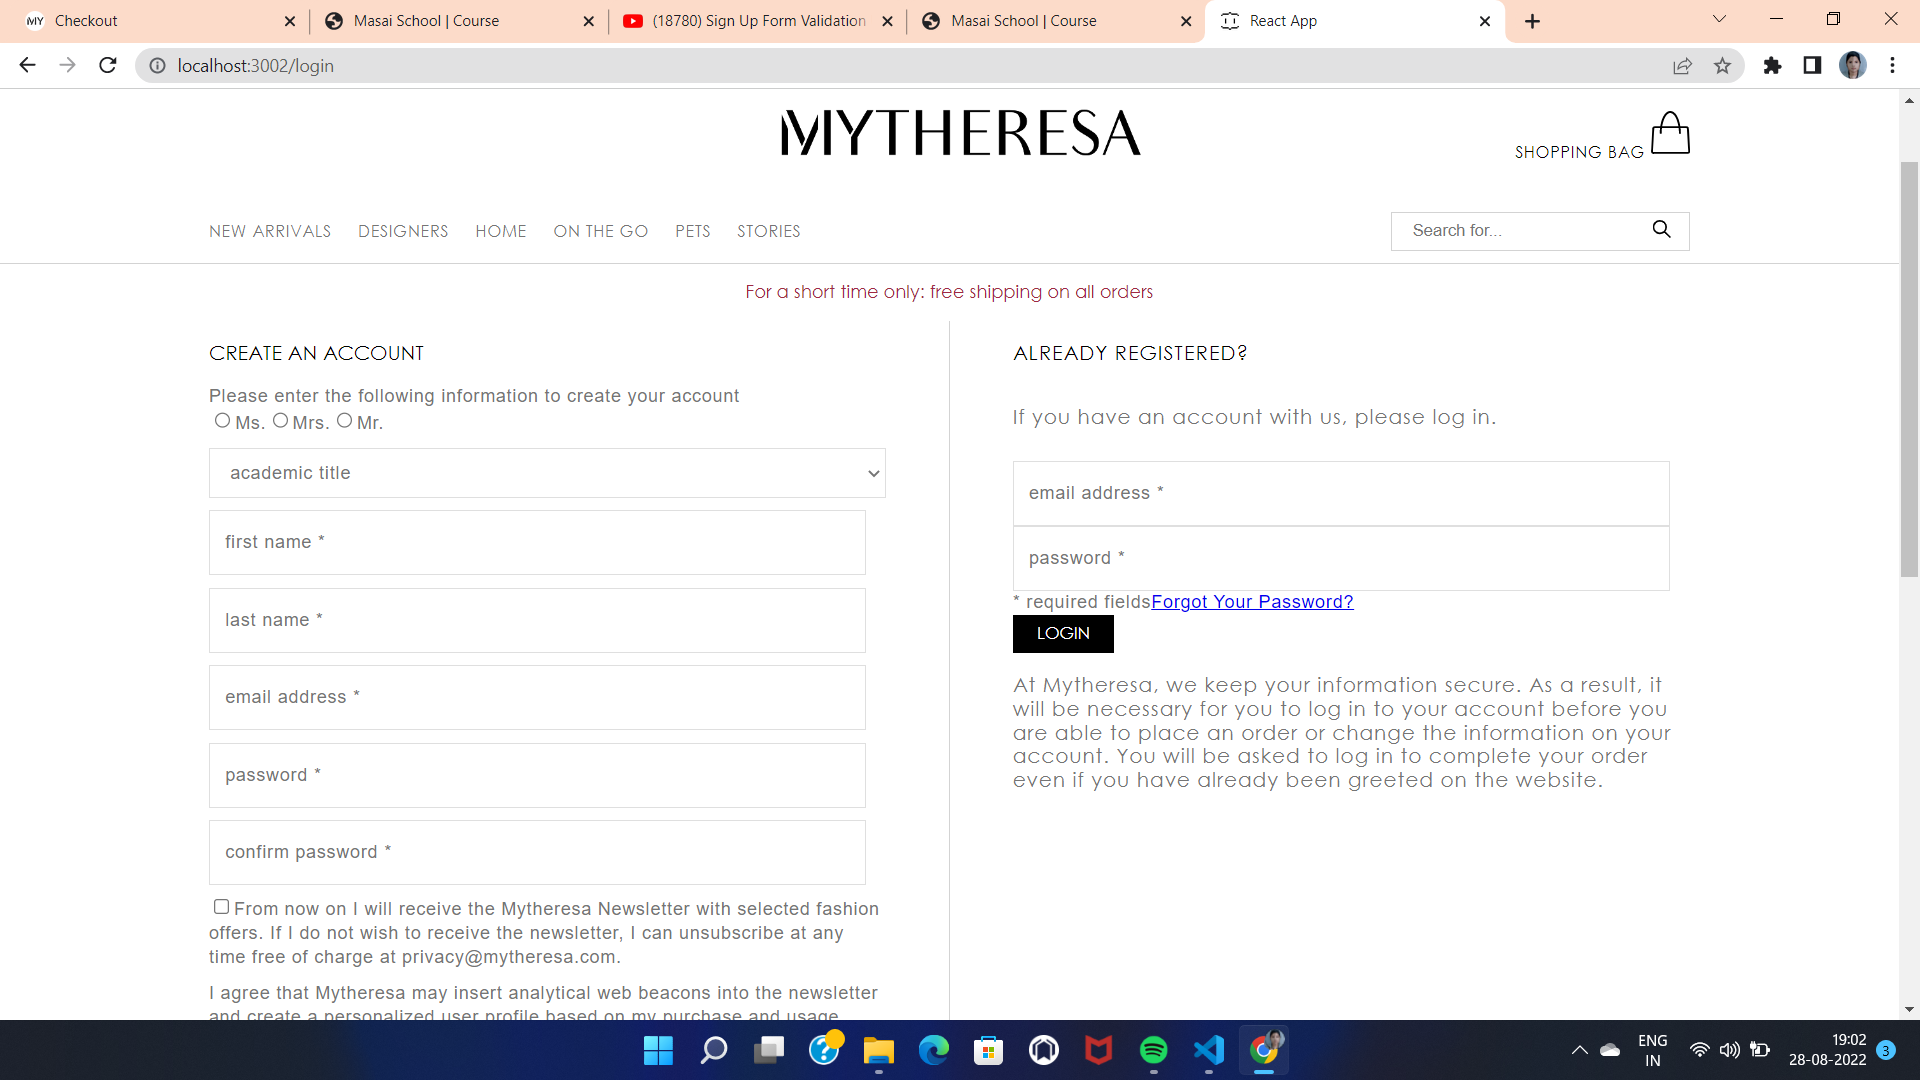 MY Checkout
Masai School | Course
(18780) Sign Up Form Validation
Masai School | Course
React App
localhost:3002/login
MYTHERESA
SHOPPING BAG
NEW ARRIVALS DESIGNERS HOME ON THE GO PETS STORIES
Search for...
For a short time only: free shipping on all orders
CREATE AN ACCOUNT
Please enter the following information to create your account
Ms. Mrs. Mr.
academic title
first name *
last name *
email address *
password *
confirm password *
From now on I will receive the Mytheresa Newsletter with selected fashion
offers. If I do not wish to receive the newsletter, I can unsubscribe at any
time free of charge at privacy@mytheresa.com.
I agree that Mytheresa may insert analytical web beacons into the newsletter
and create a personalized user profile based on my purchase and usage
ALREADY REGISTERED?
If you have an account with us, please log in.
email address *
password *
* required fieldsForgot Your Password?
LOGIN
At Mytheresa, we keep your information secure. As a result, it
will be necessary for you to log in to your account before you
are able to place an order or change the information on your
account. You will be asked to log in to complete your order
even if you have already been greeted on the website.
ENG
IN
19:02
28-08-2022
3